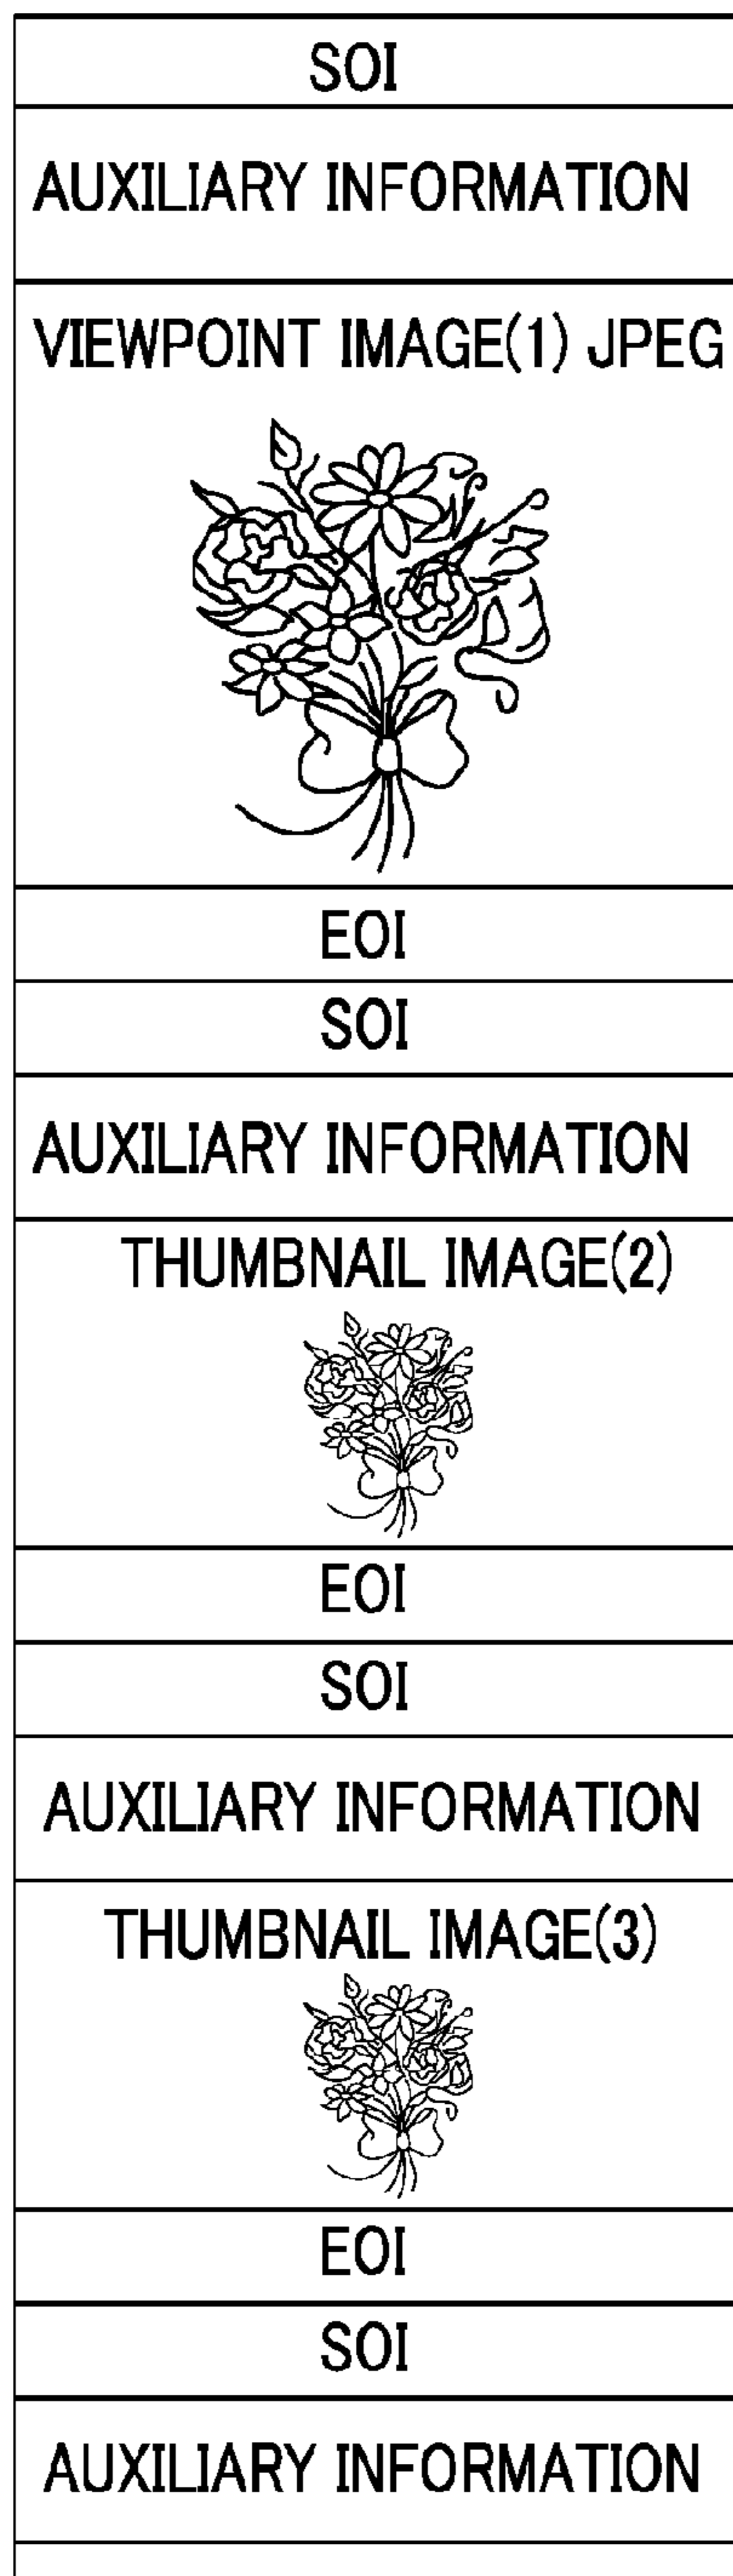 SOI
AUXILIARY INFORMATION
VIEWPOINT IMAGE(1) JPEG
EOI
SOI
AUXILIARY INFORMATION
THUMBNAIL IMAGE(2)
EOI
SOI
AUXILIARY INFORMATION
THUMBNAIL IMAGE(3)
EOI
SOI
AUXILIARY INFORMATION